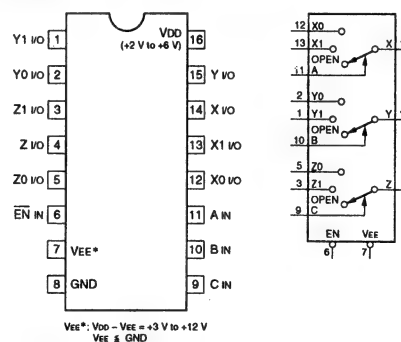 VDD
(+2 V to +6 V)
Y1 I/O 1
16
Y0 I/O 2
15 Y I/O
Z1 I/O 3
14 X I/O
Z I/O 4
13 X1 I/O
Z0 I/O 5
12 X0 I/O
EN IN 6
11 A IN
7 VEE*
10 B IN
8 GND
9 C IN
VEE*: VDD – VEE = +3 V to +12 V
VEE ≤ GND
12 X0
13 X1
X
OPEN
11 A
2 Y0
1 Y1
OPEN
10 B
5 Z0
3 Z1
Z
OPEN
9 C
EN VEE
6 7